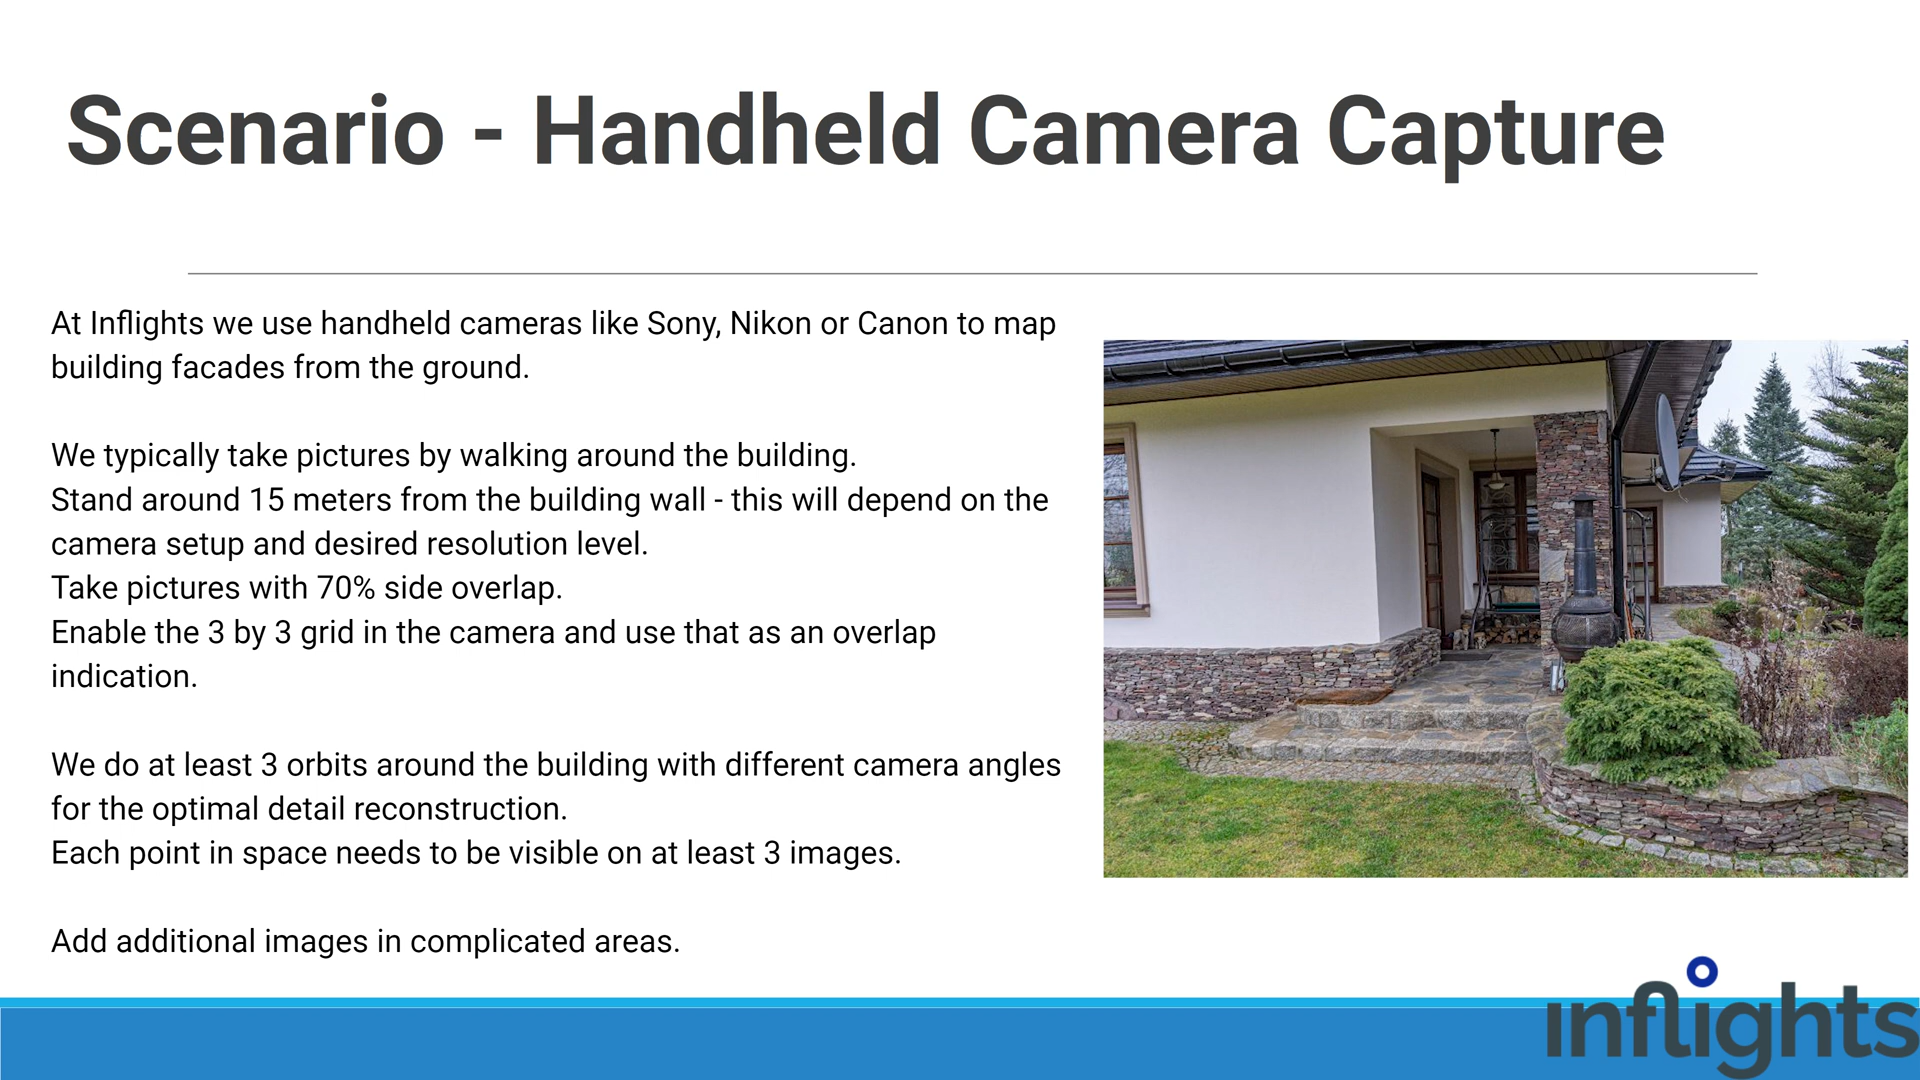 Scenario - Handheld Camera Capture
At Inflights we use handheld cameras like Sony, Nikon or Canon to map
building facades from the ground.
We typically take pictures by walking around the building.
Stand around 15 meters from the building wall - this will depend on the
camera setup and desired resolution level.
Take pictures with 70% side overlap.
Enable the 3 by 3 grid in the camera and use that as an overlap
indication.
We do at least 3 orbits around the building with different camera angles
for the optimal detail reconstruction.
Each point in space needs to be visible on at least 3 images.
Add additional images in complicated areas.
inflights